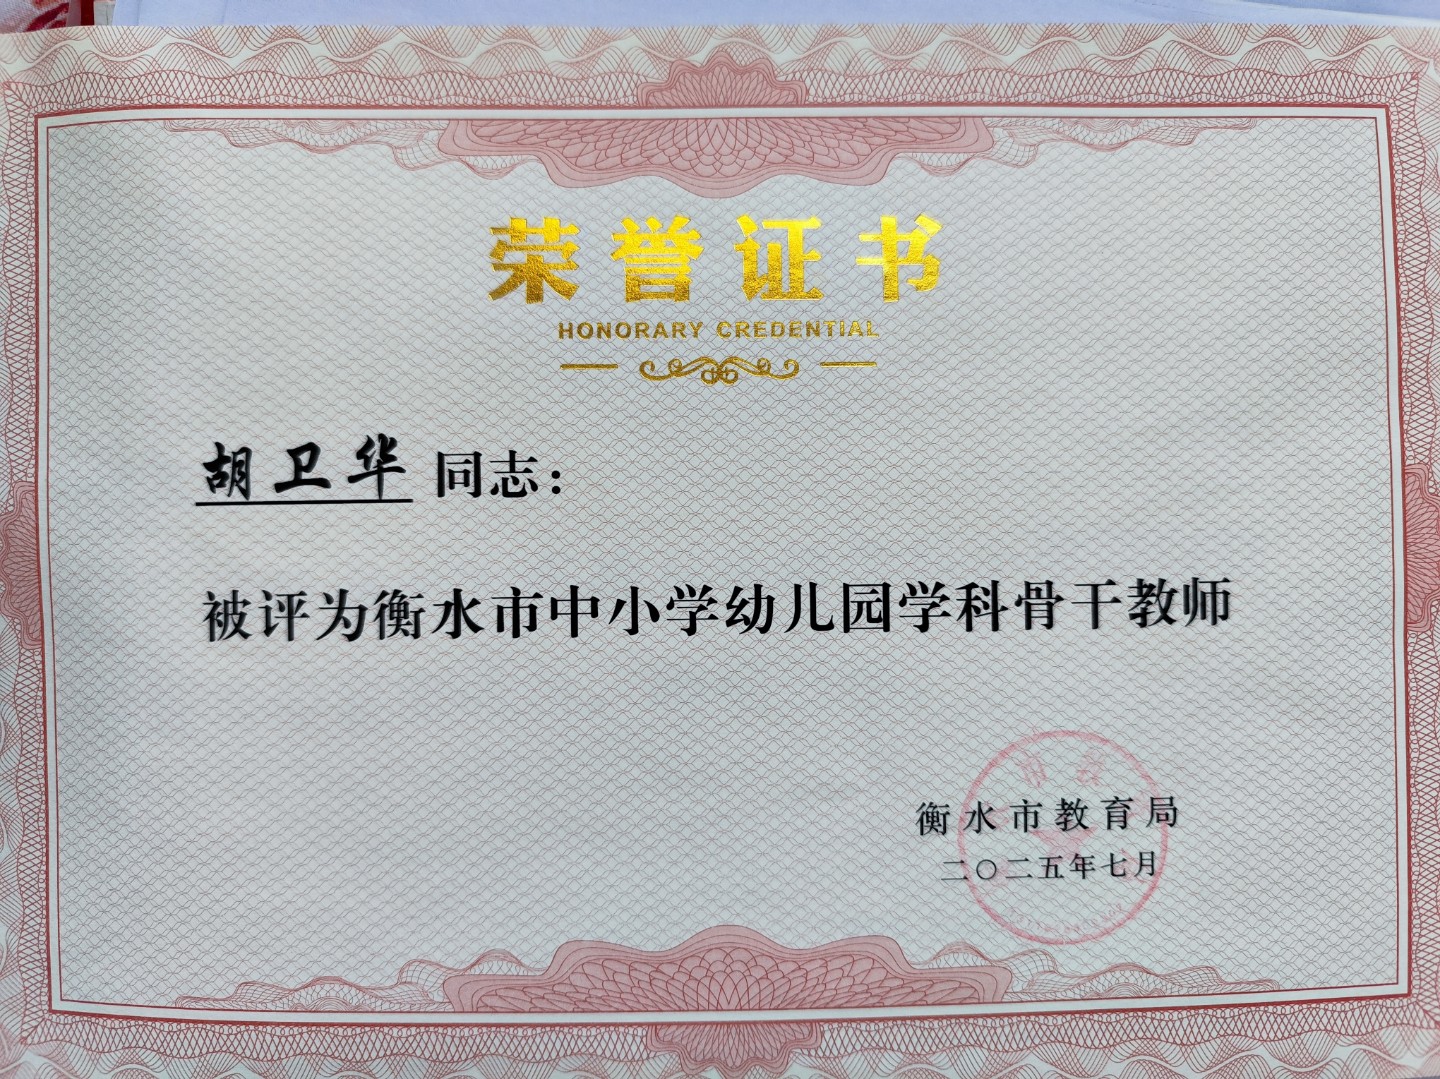 荣誉证书
HONORARY CREDENTIAL
胡卫华 同志：
被评为衡水市中小学幼儿园学科骨干教师
衡水市教育局
二〇二五年七月